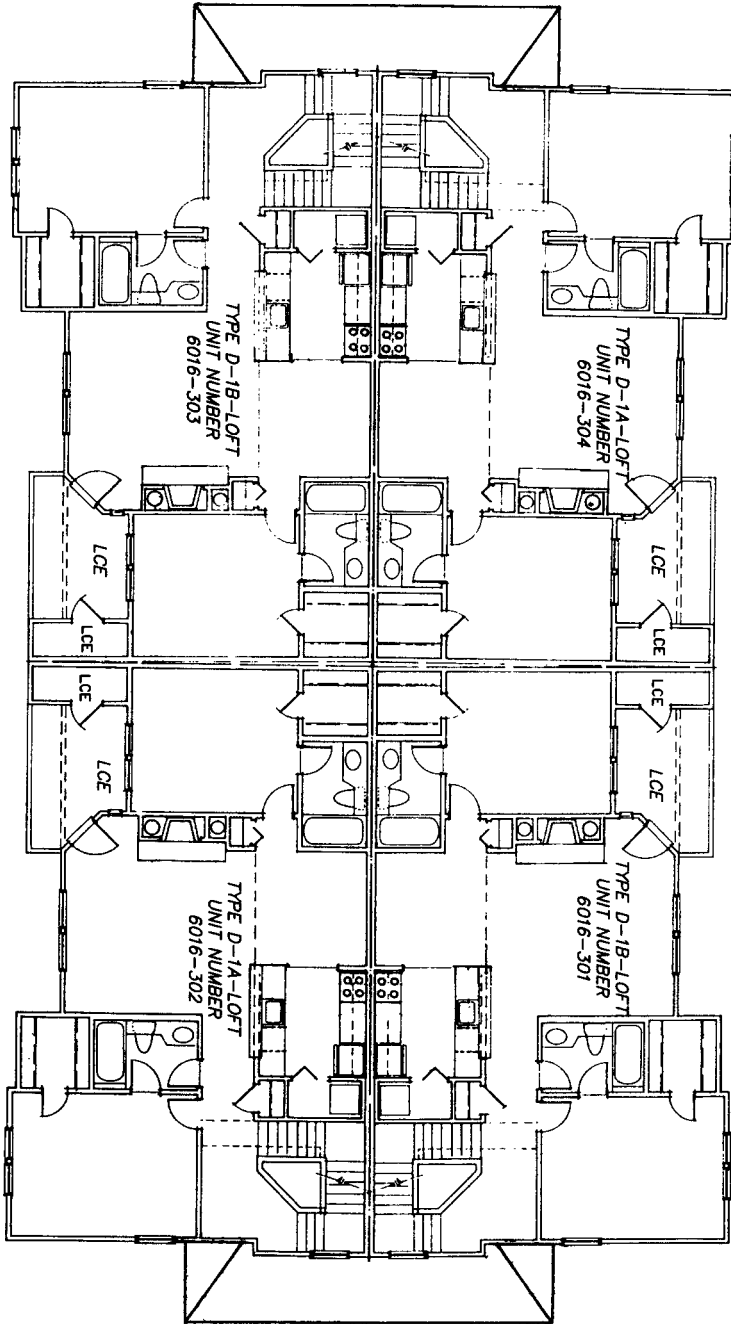 TYPE D-1B-LOFT
UNIT NUMBER
6016-303
TYPE D-1A-LOFT
UNIT NUMBER
6016-304
LCE
LCE
LCE
LCE
LCE
LCE
LCE
LCE
TYPE D-1A-LOFT
UNIT NUMBER
6016-302
TYPE D-1B-LOFT
UNIT NUMBER
6016-301